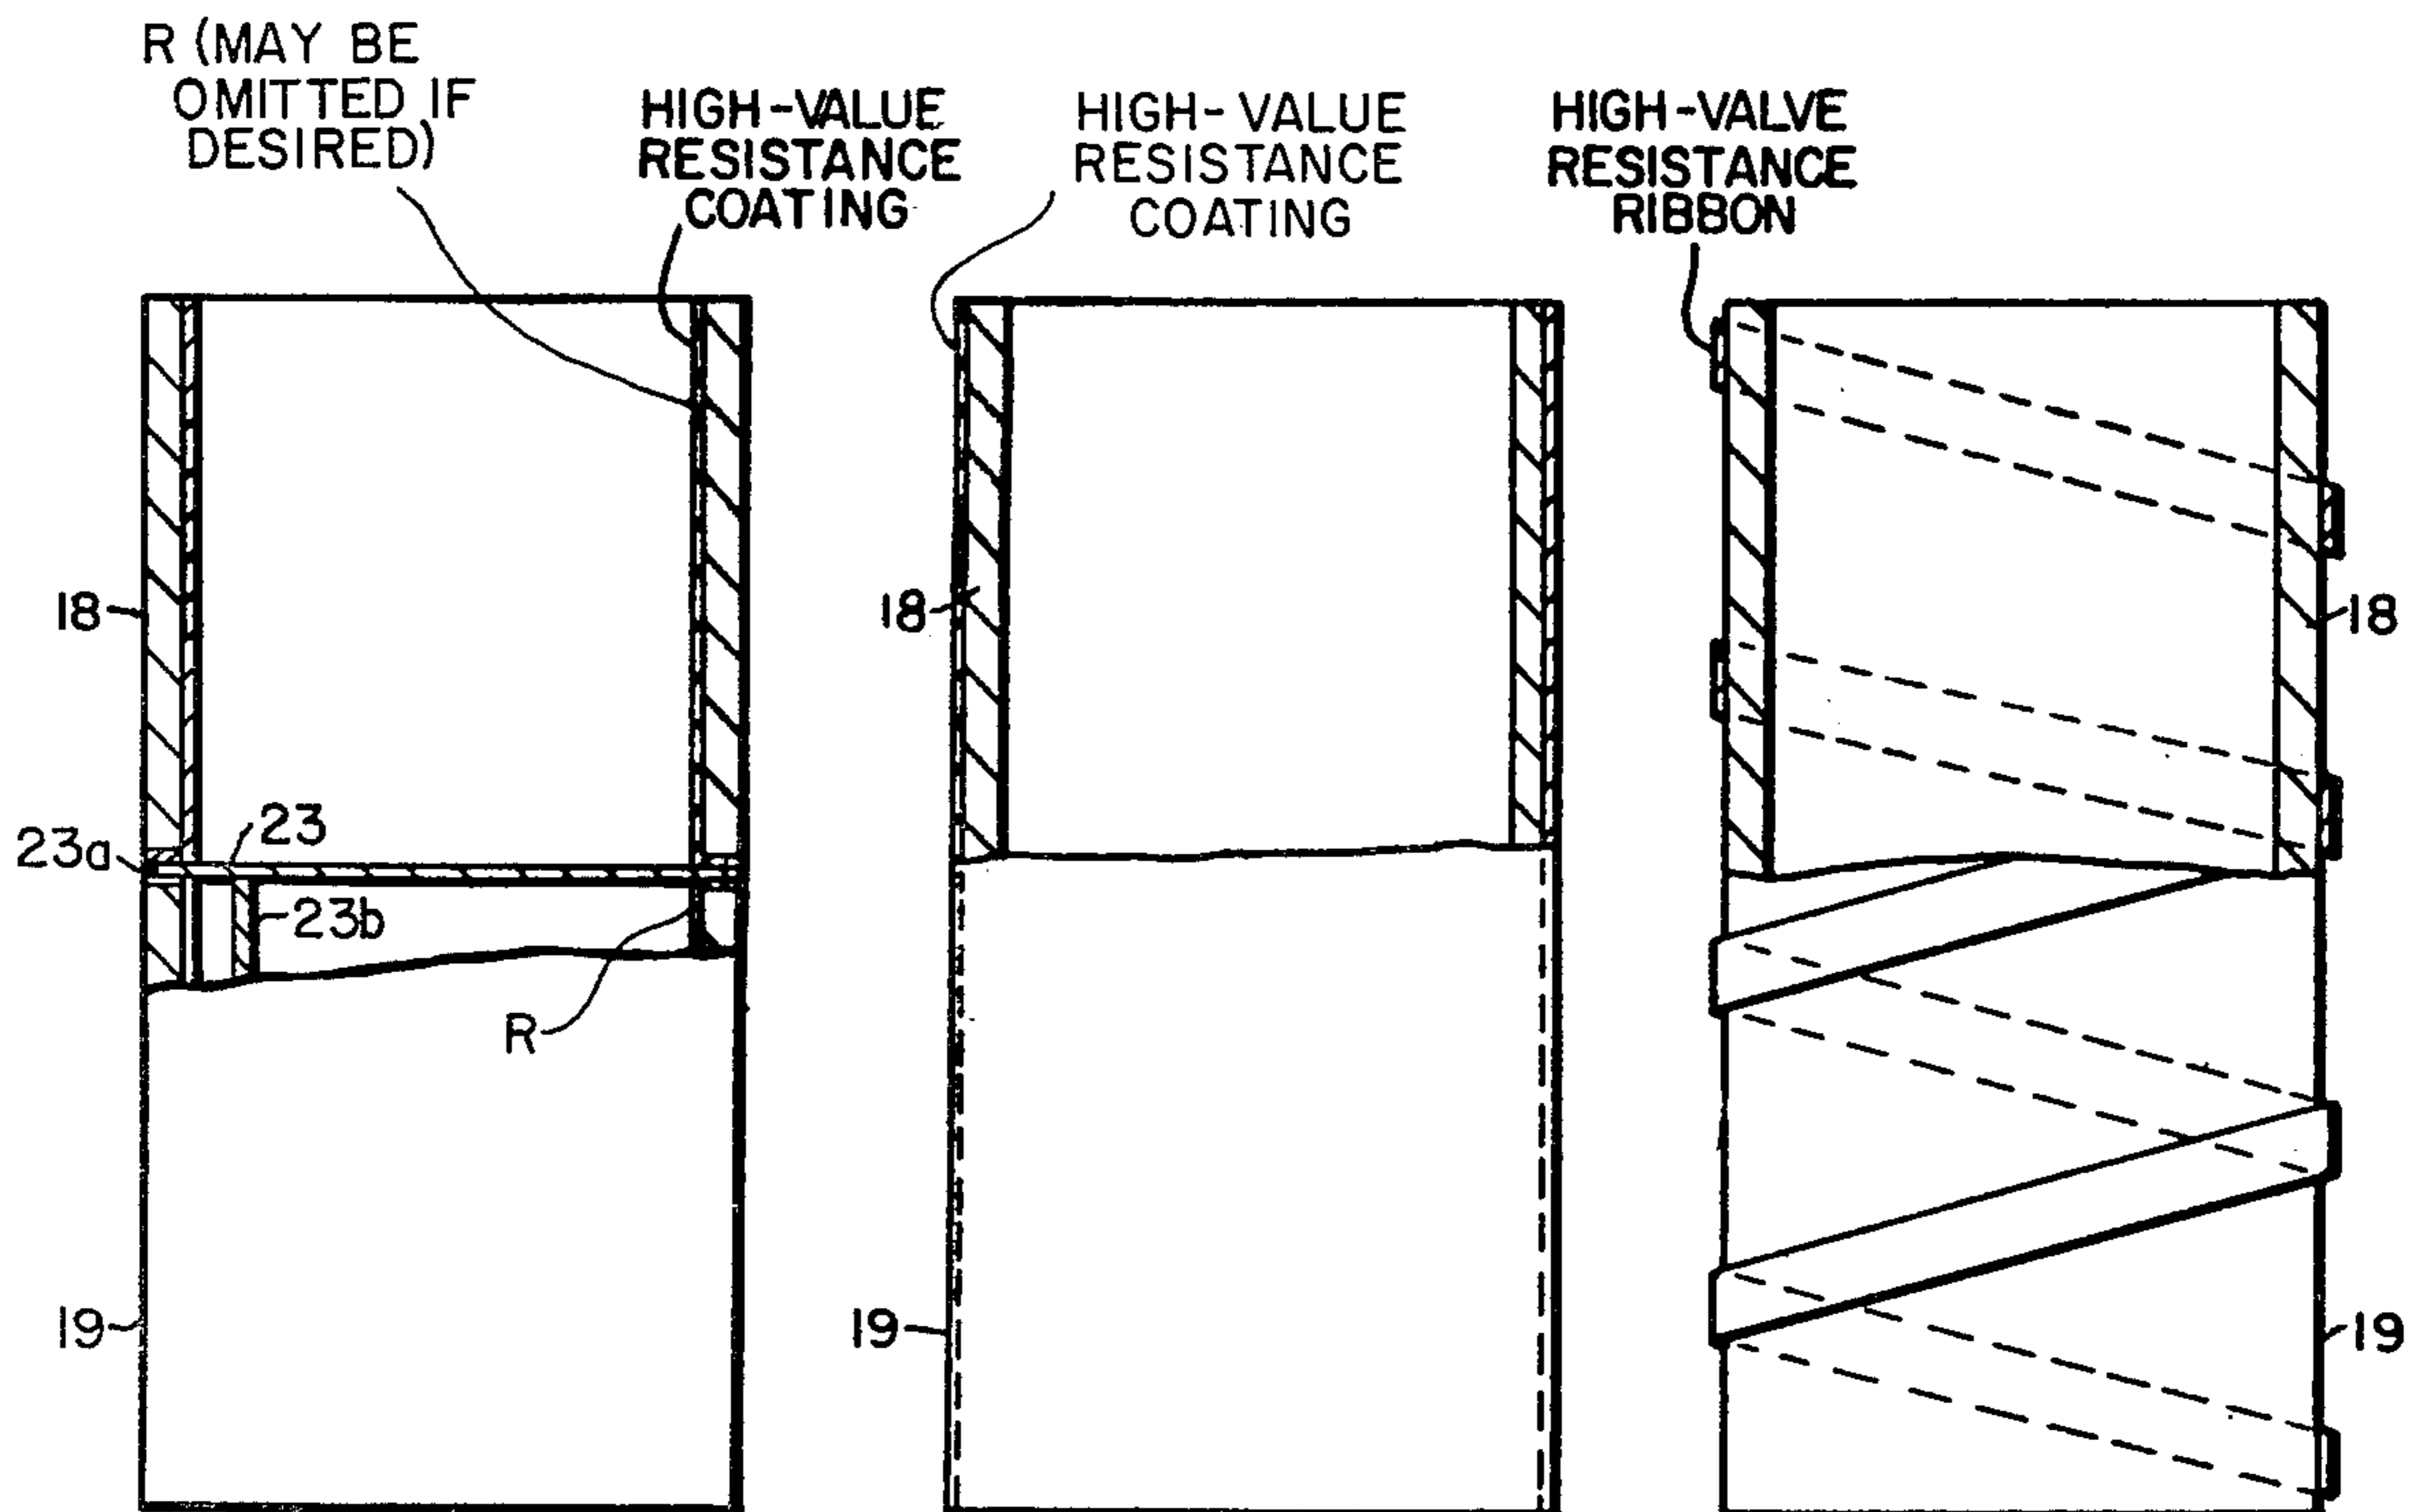 R (MAY BE
OMITTED IF
DESIRED)
HIGH-VALUE
RESISTANCE
COATING
HIGH-VALUE
RESISTANCE
COATING
HIGH-VALVE
RESISTANCE
RIBBON
18
18
18
23a
23
23b
R
19
19
19